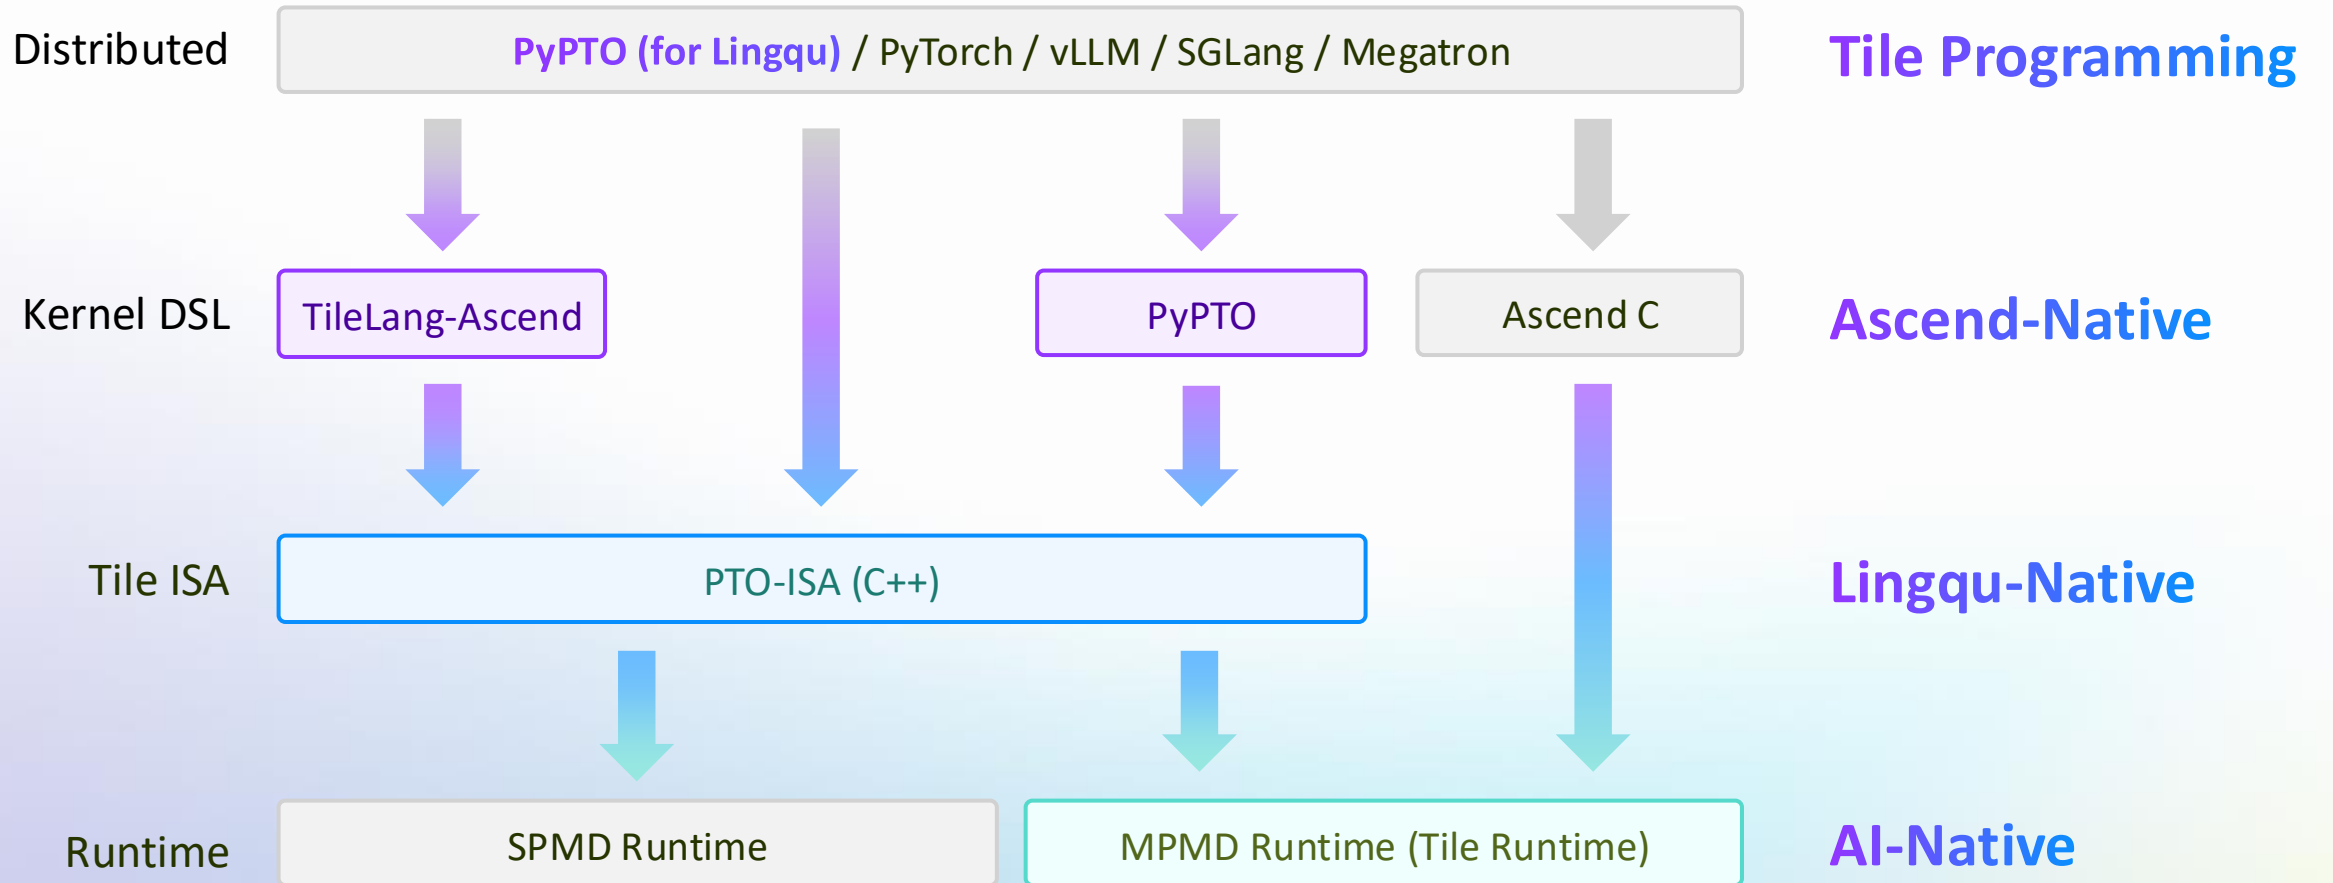 Distributed
PyPTO (for Lingqu) / PyTorch / vLLM / SGLang / Megatron
Tile Programming
Kernel DSL
TileLang-Ascend
PyPTO
Ascend C
Ascend-Native
Tile ISA
PTO-ISA (C++)
Lingqu-Native
Runtime
SPMD Runtime
MPMD Runtime (Tile Runtime)
AI-Native